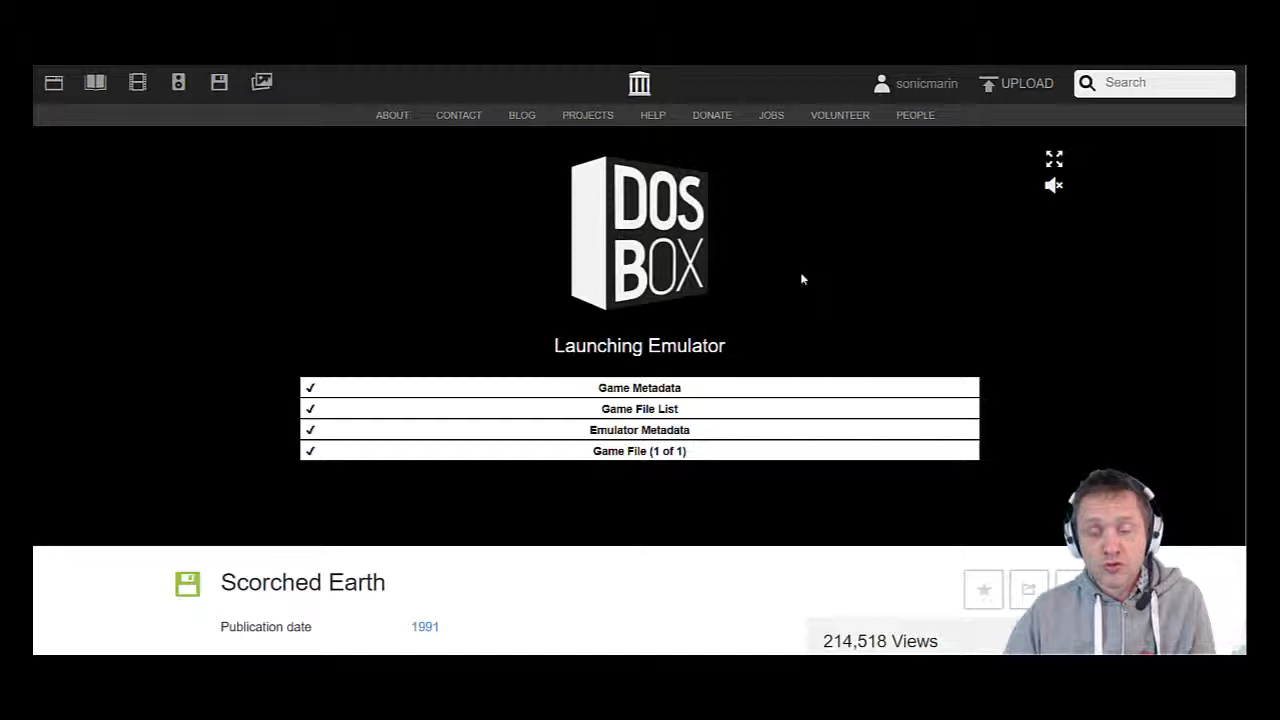 sonicmarin UPLOAD Search
ABOUT CONTACT BLOG PROJECTS HELP DONATE JOBS VOLUNTEER PEOPLE
DOS
BOX
Launching Emulator
✓ Game Metadata
✓ Game File List
✓ Emulator Metadata
✓ Game File (1 of 1)
Scorched Earth
Publication date 1991
214,518 Views